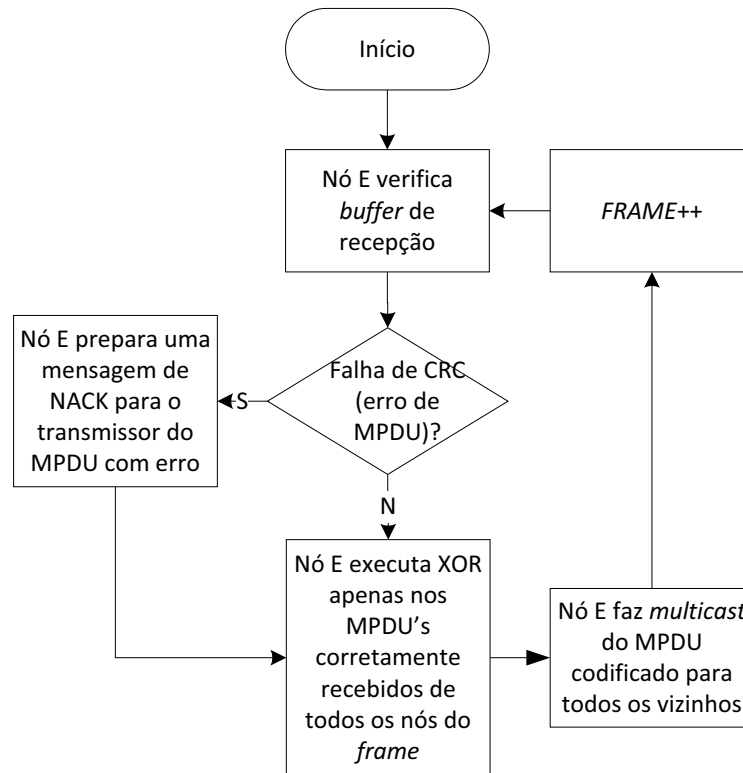 Início
Nó E verifica
buffer de
recepção
FRAME++
Nó E prepara uma
mensagem de
NACK para o
transmissor do
MPDU com erro
S
Falha de CRC
(erro de
MPDU)?
N
Nó E executa XOR
apenas nos
MPDU’s
corretamente
recebidos de
todos os nós do
frame
Nó E faz multicast
do MPDU
codificado para
todos os vizinhos